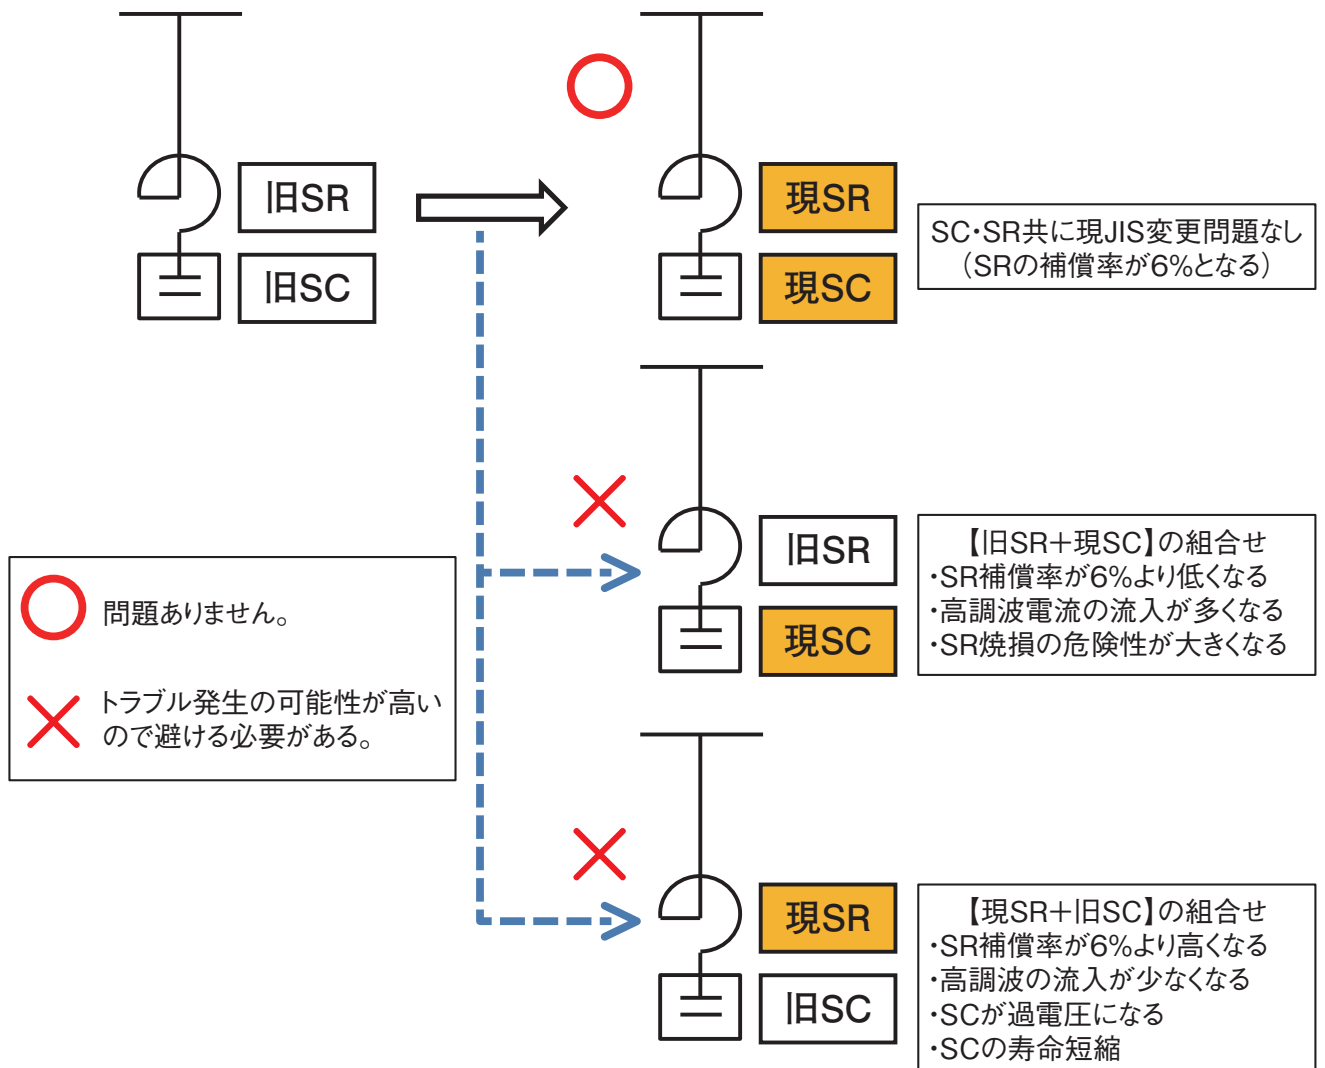 旧SR
旧SC
現SR
現SC
SC・SR共に現JIS変更問題なし
（SRの補償率が6%となる）
旧SR
現SC
【旧SR＋現SC】の組合せ
・SR補償率が6%より低くなる
・高調波電流の流入が多くなる
・SR焼損の危険性が大きくなる
問題ありません。
トラブル発生の可能性が高い
ので避ける必要がある。
現SR
旧SC
【現SR＋旧SC】の組合せ
・SR補償率が6%より高くなる
・高調波の流入が少なくなる
・SCが過電圧になる
・SCの寿命短縮